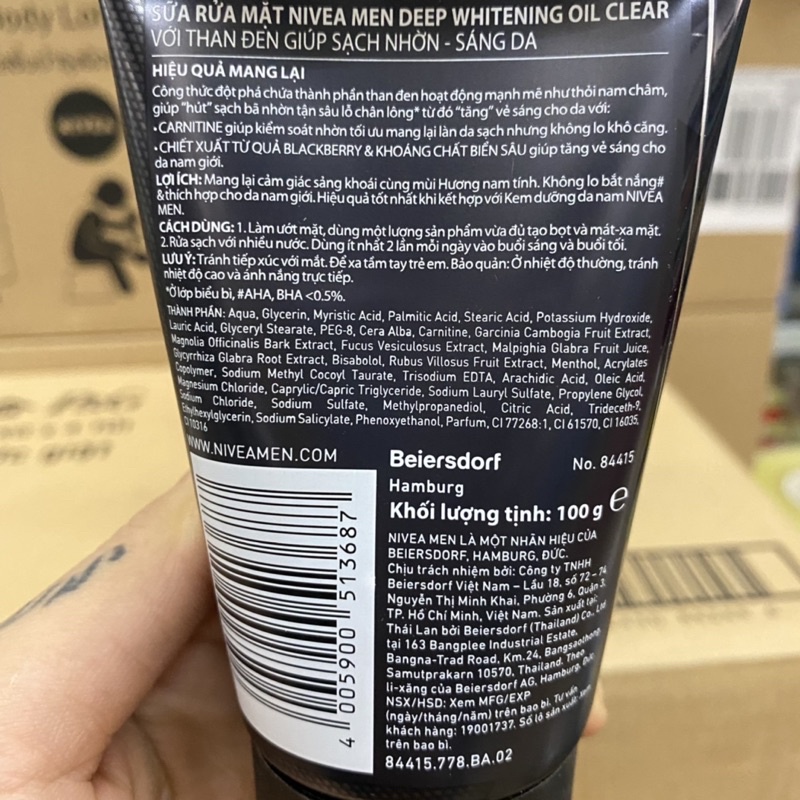 SỮA RỬA MẶT NIVEA MEN DEEP WHITENING OIL CLEAR
VỚI THAN ĐEN GIÚP SẠCH NHỜN - SÁNG DA
HIỆU QUẢ MANG LẠI
Công thức đột phá chứa thành phần than đen hoạt động mạnh mẽ như thỏi nam châm,
giúp "hút" sạch bã nhờn tận sâu lỗ chân lông* từ đó "tăng" vẻ sáng cho da với:
•CARNITINE giúp kiểm soát nhờn tối ưu mang lại làn da sạch nhưng không lo khô căng.
•CHIẾT XUẤT TỪ QUẢ BLACKBERRY & KHOÁNG CHẤT BIỂN SÂU giúp tăng vẻ sáng cho
da nam giới.
LỢI ÍCH: Mang lại cảm giác sảng khoái cùng mùi Hương nam tính. Không lo bắt nắng#
& thích hợp cho da nam giới. Hiệu quả tốt nhất khi kết hợp với Kem dưỡng da nam NIVEA
MEN.
CÁCH DÙNG: 1. Làm ướt mặt, dùng một lượng sản phẩm vừa đủ tạo bọt và mát-xa mặt.
2.Rửa sạch với nhiều nước. Dùng ít nhất 2 lần mỗi ngày vào buổi sáng và buổi tối.
LƯU Ý: Tránh tiếp xúc với mắt. Để xa tầm tay trẻ em. Bảo quản: Ở nhiệt độ thường, tránh
nhiệt độ cao và ánh nắng trực tiếp.
*Ở lớp biểu bì, #AHA, BHA <0.5%.
THÀNH PHẦN: Aqua, Glycerin, Myristic Acid, Palmitic Acid, Stearic Acid, Potassium Hydroxide,
Lauric Acid, Glyceryl Stearate, PEG-8, Cera Alba, Carnitine, Garcinia Cambogia Fruit Extract,
Magnolia Officinalis Bark Extract, Fucus Vesiculosus Extract, Malpighia Glabra Fruit Juice,
Glycyrrhiza Glabra Root Extract, Bisabolol, Rubus Villosus Fruit Extract, Menthol, Acrylates
Copolymer, Sodium Methyl Cocoyl Taurate, Trisodium EDTA, Arachidic Acid, Oleic Acid,
Magnesium Chloride, Caprylic/Capric Triglyceride, Sodium Lauryl Sulfate, Propylene Glycol,
Sodium Chloride, Sodium Sulfate, Methylpropanediol, Citric Acid, Trideceth-9,
Ethylhexylglycerin, Sodium Salicylate, Phenoxyethanol, Parfum, CI 77268:1, CI 61570, CI 16035,
CI 10316
WWW.NIVEAMEN.COM
Beiersdorf
No. 84415
Hamburg
Khối lượng tịnh: 100 g ℮
NIVEA MEN LÀ MỘT NHÃN HIỆU CỦA
BEIERSDORF, HAMBURG, ĐỨC.
Chịu trách nhiệm bởi: Công ty TNHH
Beiersdorf Việt Nam – Lầu 18, số 72 – 74
Nguyễn Thị Minh Khai, Phường 6, Quận 3,
TP. Hồ Chí Minh, Việt Nam. Sản xuất tại:
Thái Lan bởi Beiersdorf (Thailand) Co., Ltd
tại 163 Bangplee Industrial Estate,
Bangna-Trad Road, Km.24, Bangsaothong
Samutprakarn 10570, Thailand. Theo
li-xăng của Beiersdorf AG, Hamburg, Đức
NSX/HSD: Xem MFG/EXP
(ngày/tháng/năm) trên bao bì. Tư vấn
khách hàng: 19001737. Số lô sản xuất: xem
trên bao bì.
84415.778.BA.02
4 005900 513687